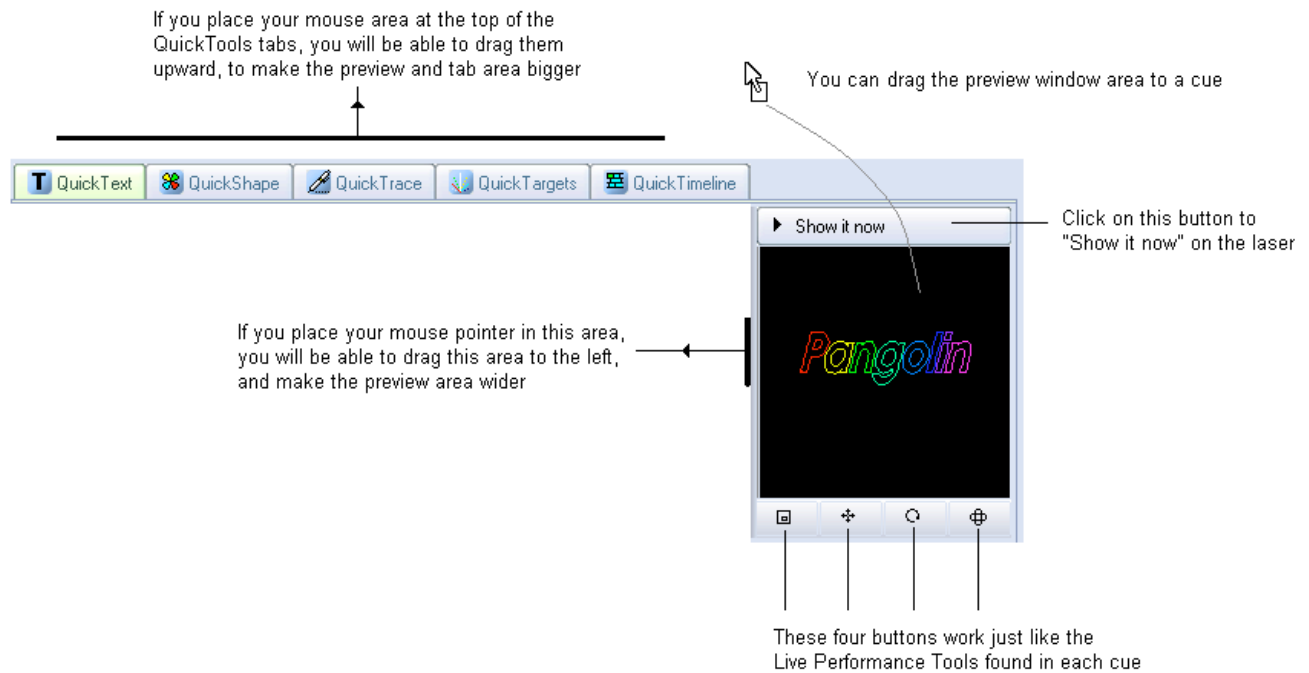 If you place your mouse area at the top of the
QuickTools tabs, you will be able to drag them
upward, to make the preview and tab area bigger
You can drag the preview window area to a cue
QuickText
QuickShape
QuickTrace
QuickTargets
QuickTimeline
Show it now
Click on this button to
"Show it now" on the laser
If you place your mouse pointer in this area,
you will be able to drag this area to the left,
and make the preview area wider
Pangolin
These four buttons work just like the
Live Performance Tools found in each cue